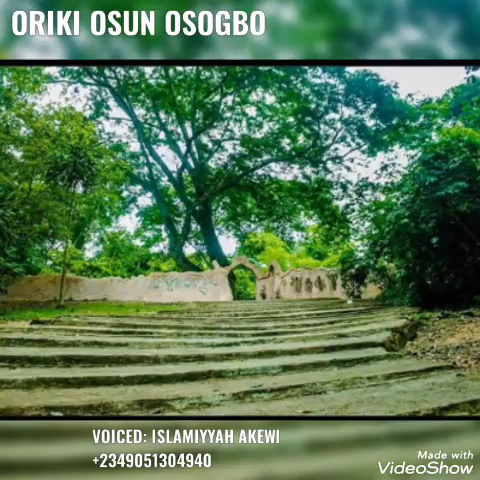 ORIKI OSUN OSOGBO
VOICED: ISLAMIYYAH AKEWI
+2349051304940
Made with
VideoShow